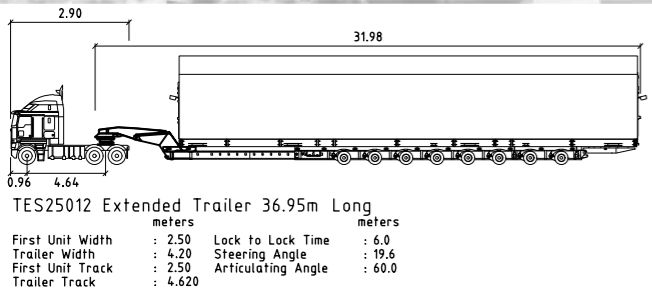 2.90
31.98
0.96 4.64
TES25012 Extended Trailer 36.95m Long
meters meters
First Unit Width : 2.50 Lock to Lock Time : 6.0
Trailer Width : 4.20 Steering Angle : 19.6
First Unit Track : 2.50 Articulating Angle : 60.0
Trailer Track : 4.620